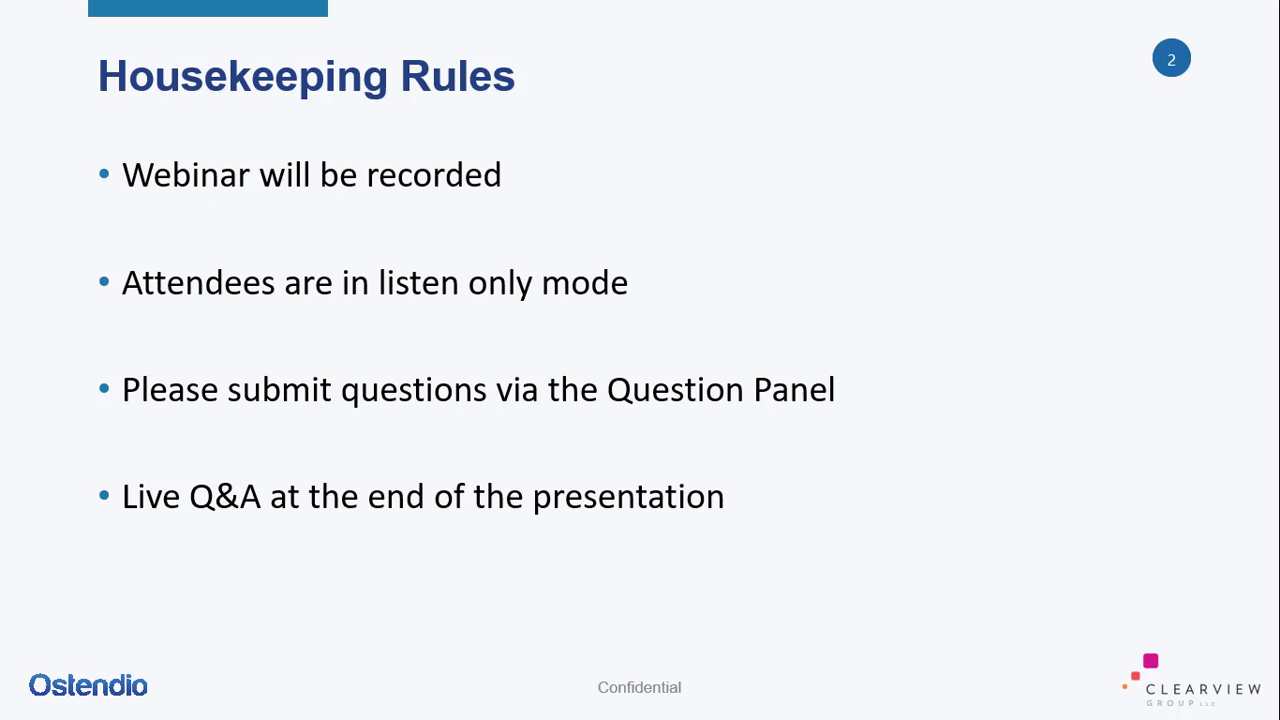 Housekeeping Rules
2
• Webinar will be recorded
• Attendees are in listen only mode
• Please submit questions via the Question Panel
• Live Q&A at the end of the presentation
Ostendio
Confidential
CLEARVIEW
GROUP LLC